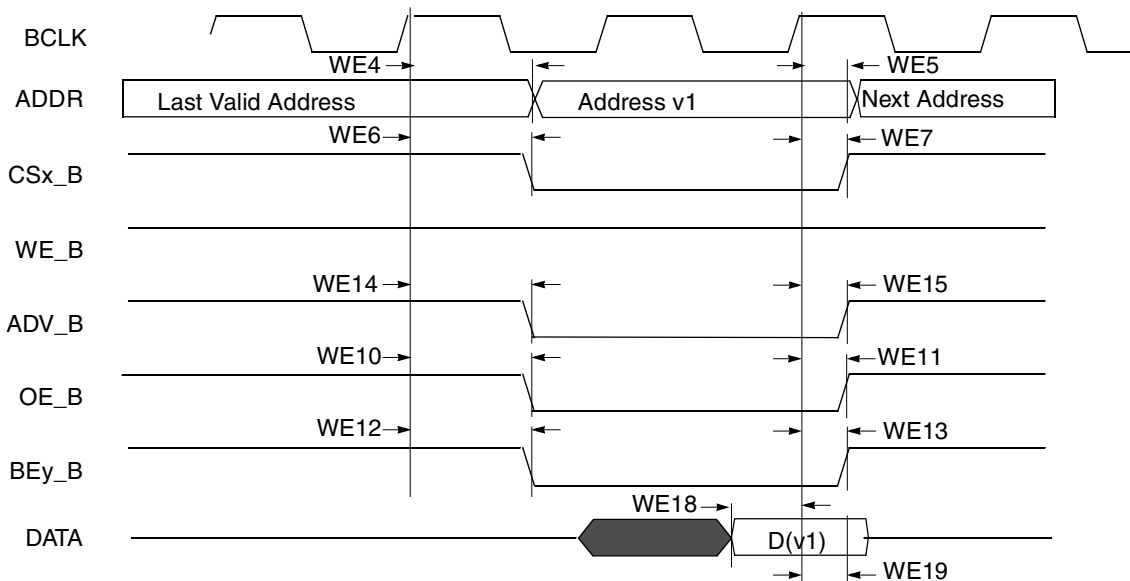 BCLK
WE4 WE5
ADDR Last Valid Address Address v1 Next Address
WE6 WE7
CSx_B
WE_B
WE14 WE15
ADV_B
WE10 WE11
OE_B
WE12 WE13
BEy_B
WE18
DATA D(v1)
WE19